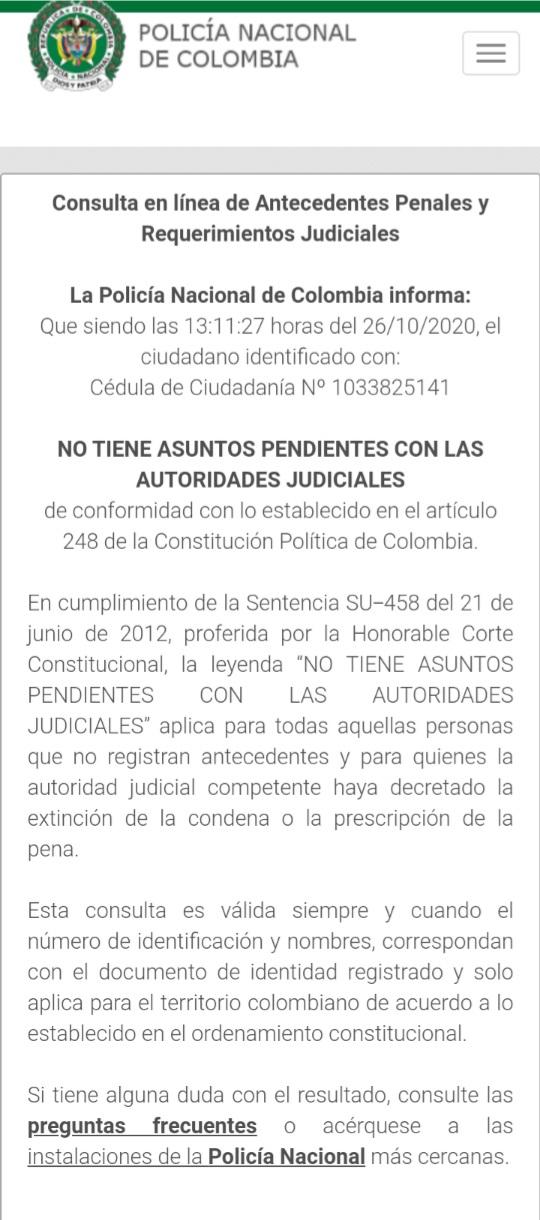 REPÚBLICA DE COLOMBIA
POLICÍA NACIONAL
DIOS Y PATRIA
POLICÍA NACIONAL
DE COLOMBIA
Consulta en línea de Antecedentes Penales y
Requerimientos Judiciales
La Policía Nacional de Colombia informa:
Que siendo las 13:11:27 horas del 26/10/2020, el
ciudadano identificado con:
Cédula de Ciudadanía Nº 1033825141
NO TIENE ASUNTOS PENDIENTES CON LAS
AUTORIDADES JUDICIALES
de conformidad con lo establecido en el artículo
248 de la Constitución Política de Colombia.
En cumplimiento de la Sentencia SU-458 del 21 de
junio de 2012, proferida por la Honorable Corte
Constitucional, la leyenda “NO TIENE ASUNTOS
PENDIENTES CON LAS AUTORIDADES
JUDICIALES” aplica para todas aquellas personas
que no registran antecedentes y para quienes la
autoridad judicial competente haya decretado la
extinción de la condena o la prescripción de la
pena.
Esta consulta es válida siempre y cuando el
número de identificación y nombres, correspondan
con el documento de identidad registrado y solo
aplica para el territorio colombiano de acuerdo a lo
establecido en el ordenamiento constitucional.
Si tiene alguna duda con el resultado, consulte las
preguntas frecuentes o acérquese a las
instalaciones de la Policía Nacional más cercanas.